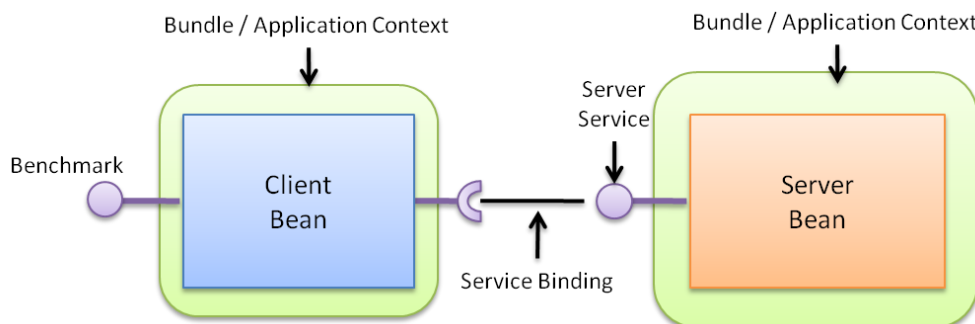 Bundle / Application Context
Bundle / Application Context
Server
Service
Benchmark
Client
Bean
Server
Bean
Service Binding